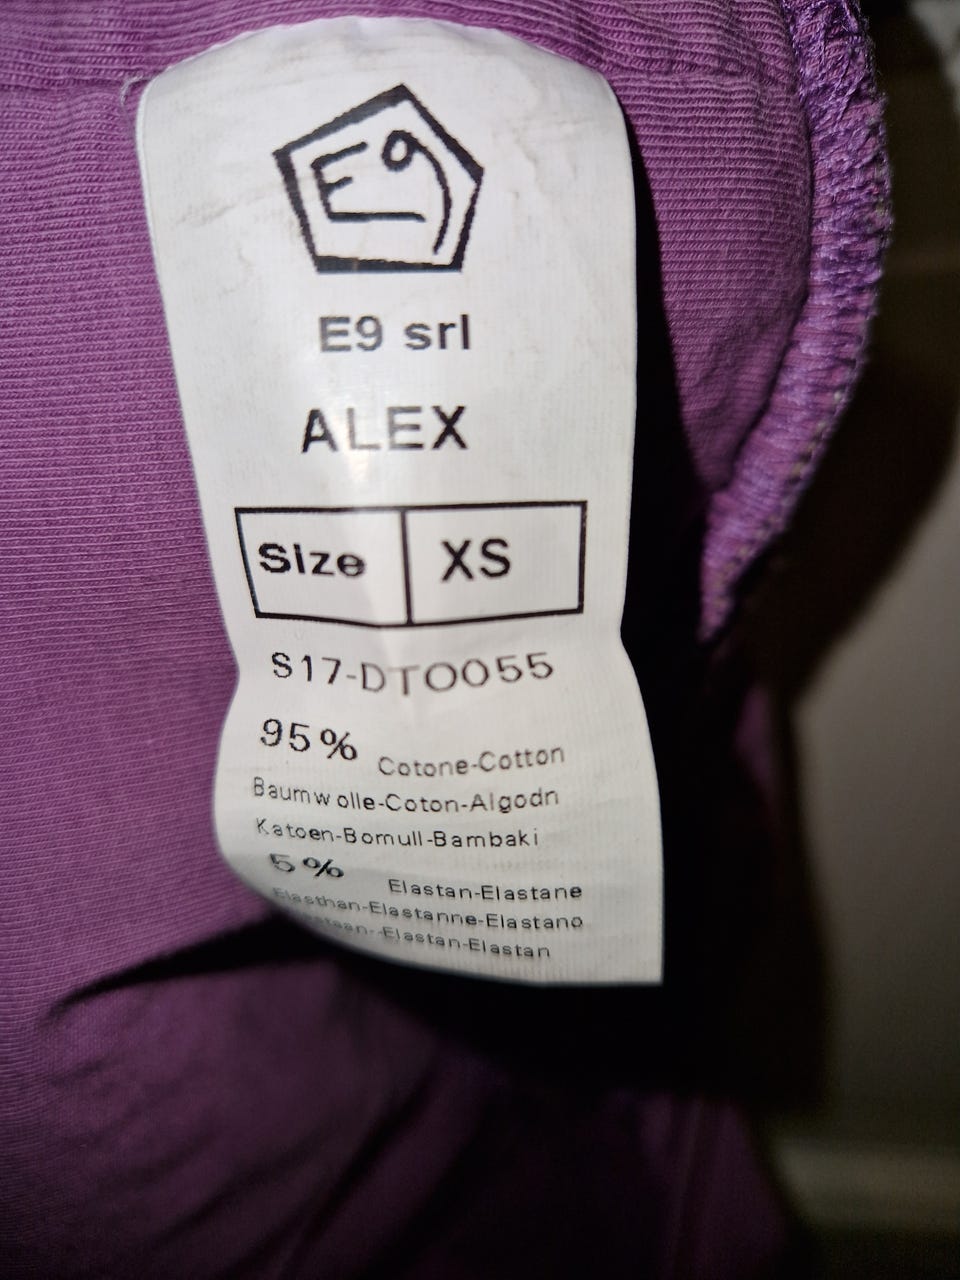 E9
E9 srl
ALEX
Size XS
S17-DTO055
95% Cotone-Cotton
Baumwolle-Coton-Algodn
Katoen-Bomull-Bambaki
5% Elastan-Elastane
Elasthan-Elastanne-Elastano
-Elastan-Elastan